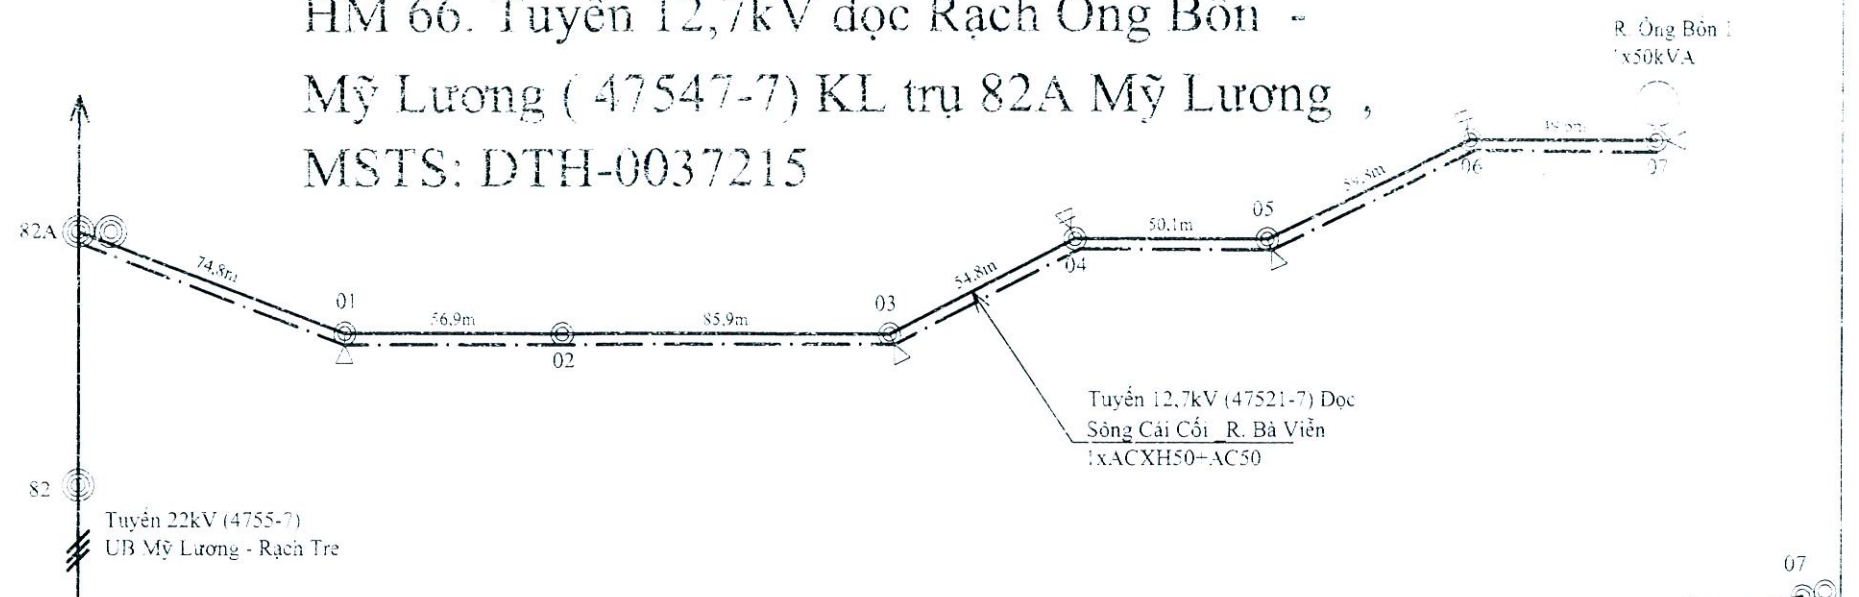 HM 66. Tuyến 12,7kV dọc Rạch Ông Bổn -
Mỹ Lương ( 47547-7) KL trụ 82A Mỹ Lương ,
MSTS: DTH-0037215
R. Ông Bổn
1x50kVA
82A
74,8m
01
56,9m
02
85,9m
03
54,8m
04
50,1m
05
06
07
Tuyến 12,7kV (47521-7) Dọc
Sông Cái Cối _R. Bà Viễn
1xACXH50+AC50
82
Tuyến 22kV (4755-7)
UB Mỹ Lương - Rạch Tre
07